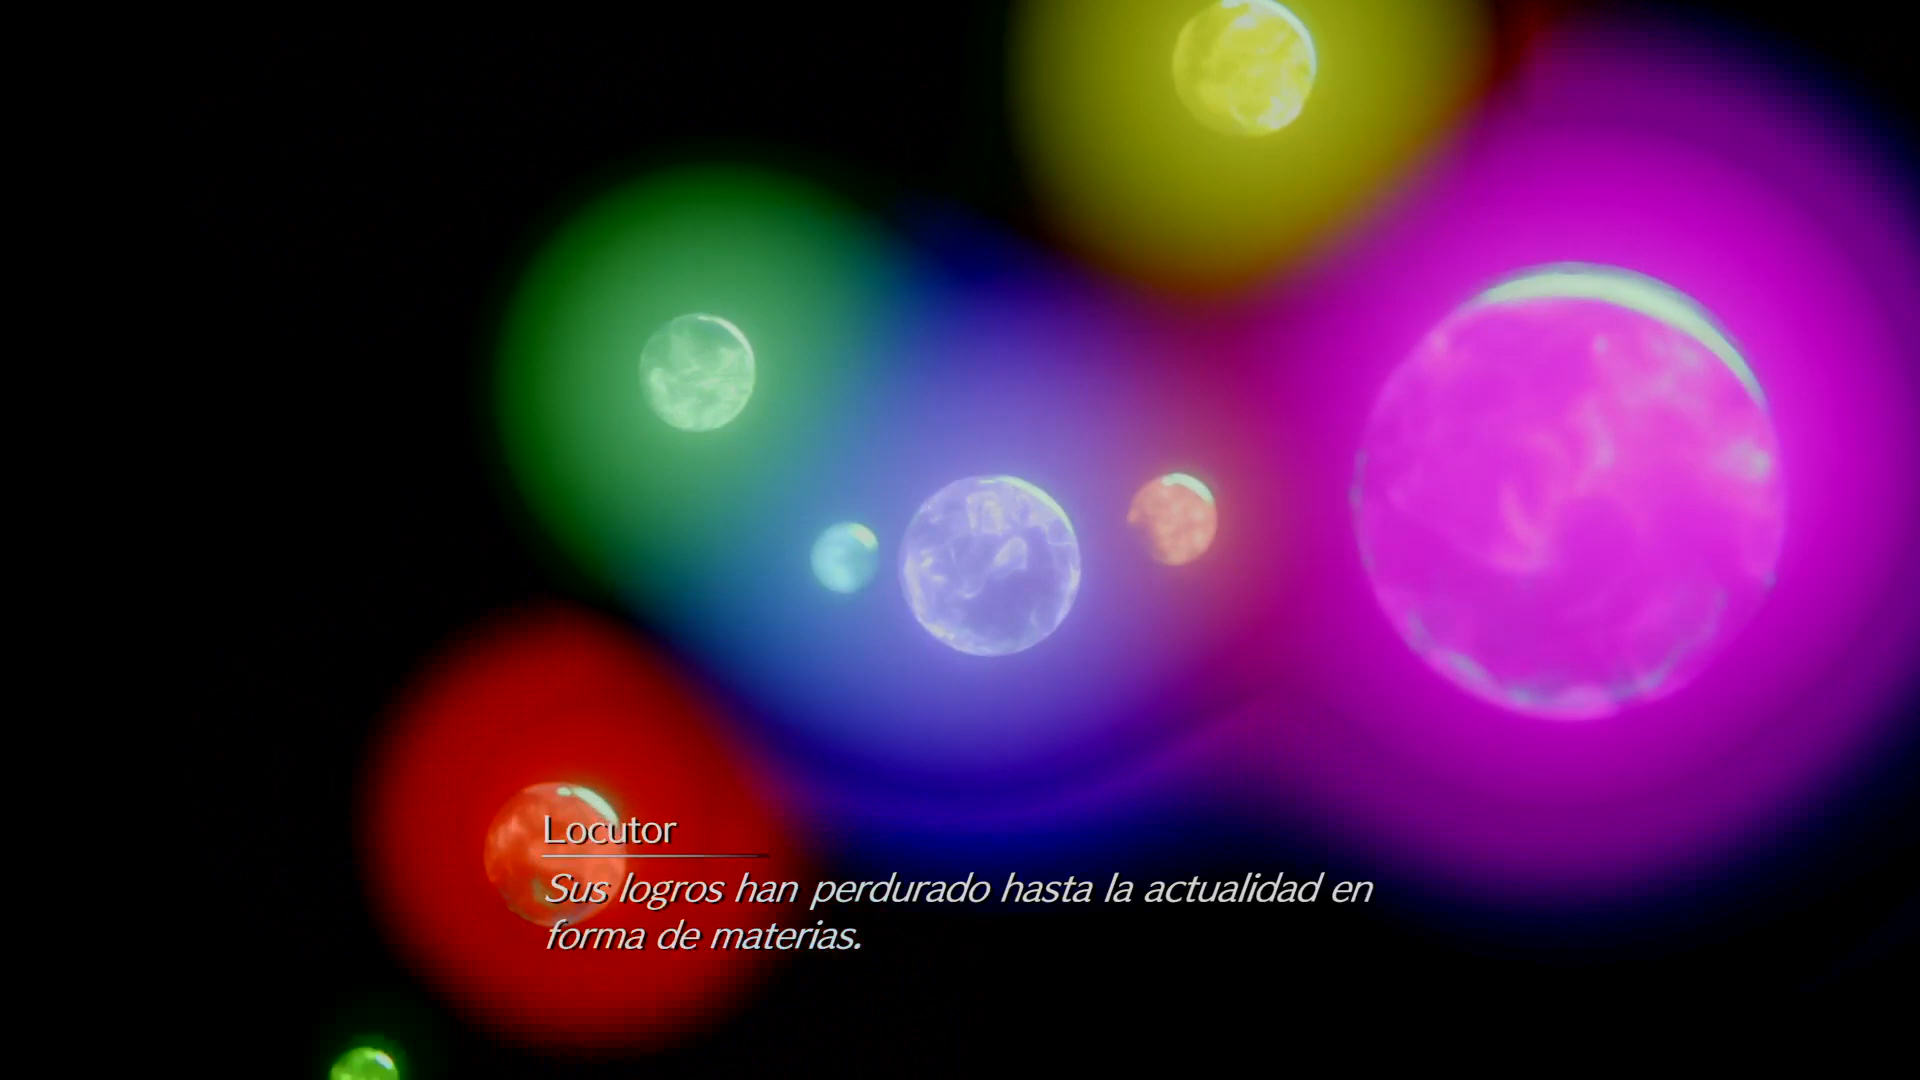 Locutor
Sus logros han perdurado hasta la actualidad en
forma de materias.